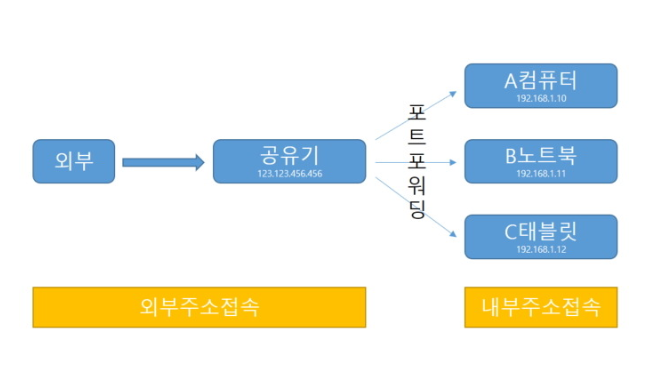 외부
공유기
123.123.456.456
포트포워딩
A컴퓨터
192.168.1.10
B노트북
192.168.1.11
C태블릿
192.168.1.12
외부주소접속
내부주소접속